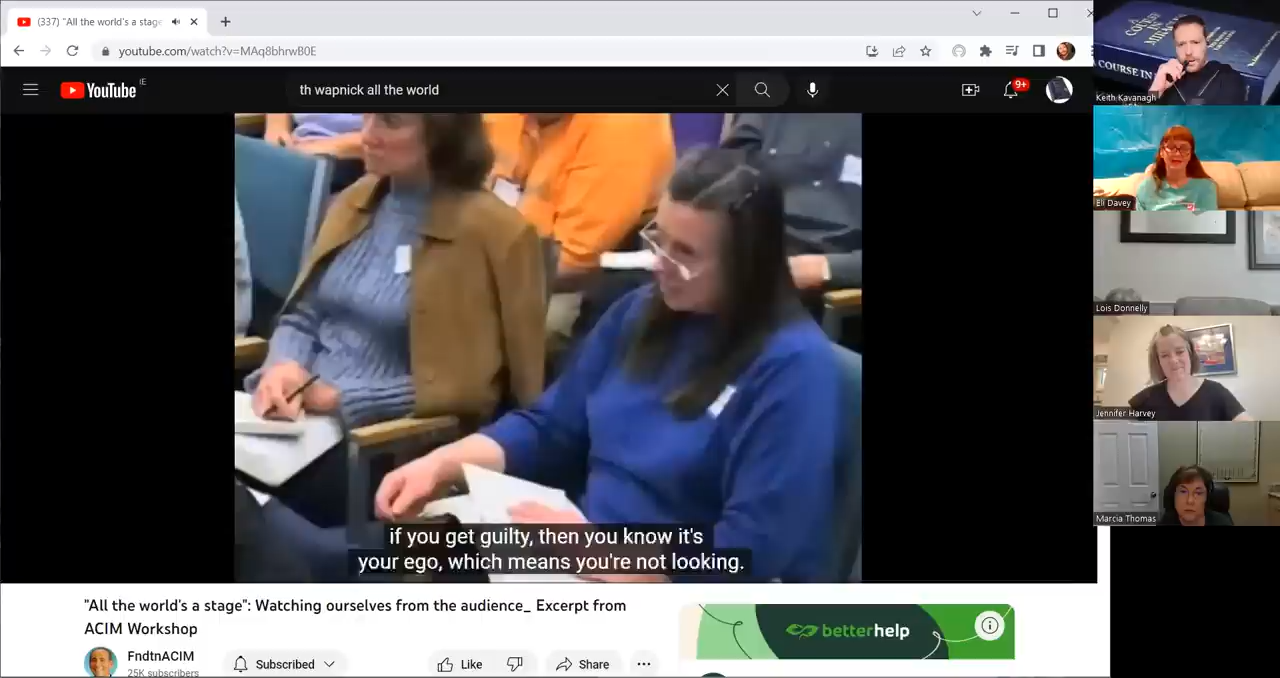 (337) "All the world's a stage
youtube.com/watch?v=MAq8bhrwB0E
YouTube IE
th wapnick all the world
9+
if you get guilty, then you know it's
your ego, which means you're not looking.
"All the world's a stage": Watching ourselves from the audience_ Excerpt from
ACIM Workshop
FndtnACIM
25K subscribers
Subscribed
Like
Share
betterhelp
A COURSE IN
Keith Kavanagh
Eli Davey
Lois Donnelly
Jennifer Harvey
Marcia Thomas